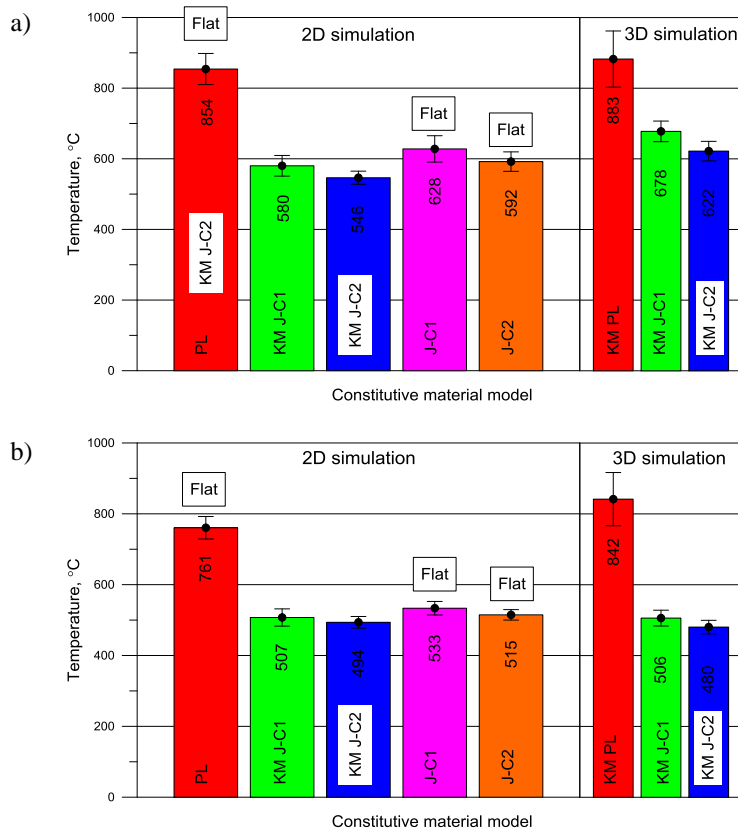 a)
2D simulation
3D simulation
Temperature, °C
1000
800
600
400
200
0
Flat
854
KM J-C2
PL
580
KM J-C1
546
KM J-C2
Flat
628
J-C1
Flat
592
J-C2
883
KM PL
678
KM J-C1
622
KM J-C2
Constitutive material model
b)
2D simulation
3D simulation
Temperature, °C
1000
800
600
400
200
0
Flat
761
PL
507
KM J-C1
494
KM J-C2
Flat
533
J-C1
Flat
515
J-C2
842
KM PL
506
KM J-C1
480
KM J-C2
Constitutive material model